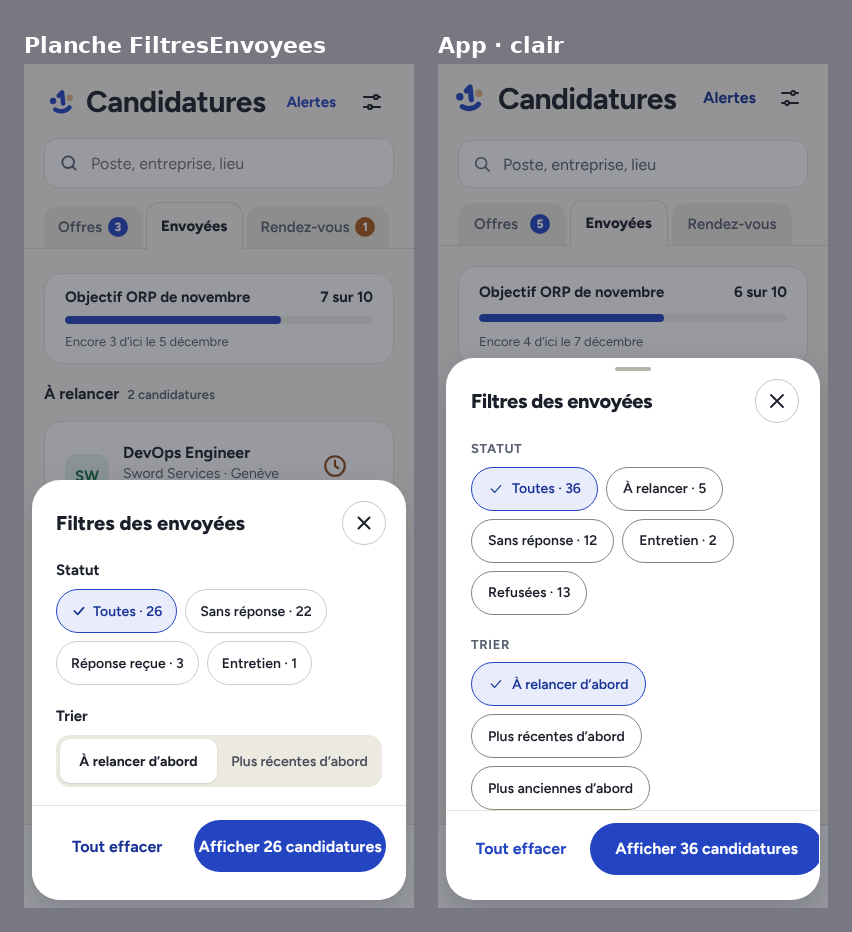 Planche FiltresEnvoyees
Candidatures
Alertes
Poste, entreprise, lieu
Offres 3
Envoyées
Rendez-vous 1
Objectif ORP de novembre
7 sur 10
Encore 3 d’ici le 5 décembre
À relancer 2 candidatures
SW
DevOps Engineer
Sword Services · Genève
Filtres des envoyées
Statut
Toutes · 26
Sans réponse · 22
Réponse reçue · 3
Entretien · 1
Trier
À relancer d’abord
Plus récentes d’abord
Tout effacer
Afficher 26 candidatures
App · clair
Candidatures
Alertes
Poste, entreprise, lieu
Offres 5
Envoyées
Rendez-vous
Objectif ORP de novembre
6 sur 10
Encore 4 d’ici le 7 décembre
Filtres des envoyées
STATUT
Toutes · 36
À relancer · 5
Sans réponse · 12
Entretien · 2
Refusées · 13
TRIER
À relancer d’abord
Plus récentes d’abord
Plus anciennes d’abord
Tout effacer
Afficher 36 candidatures